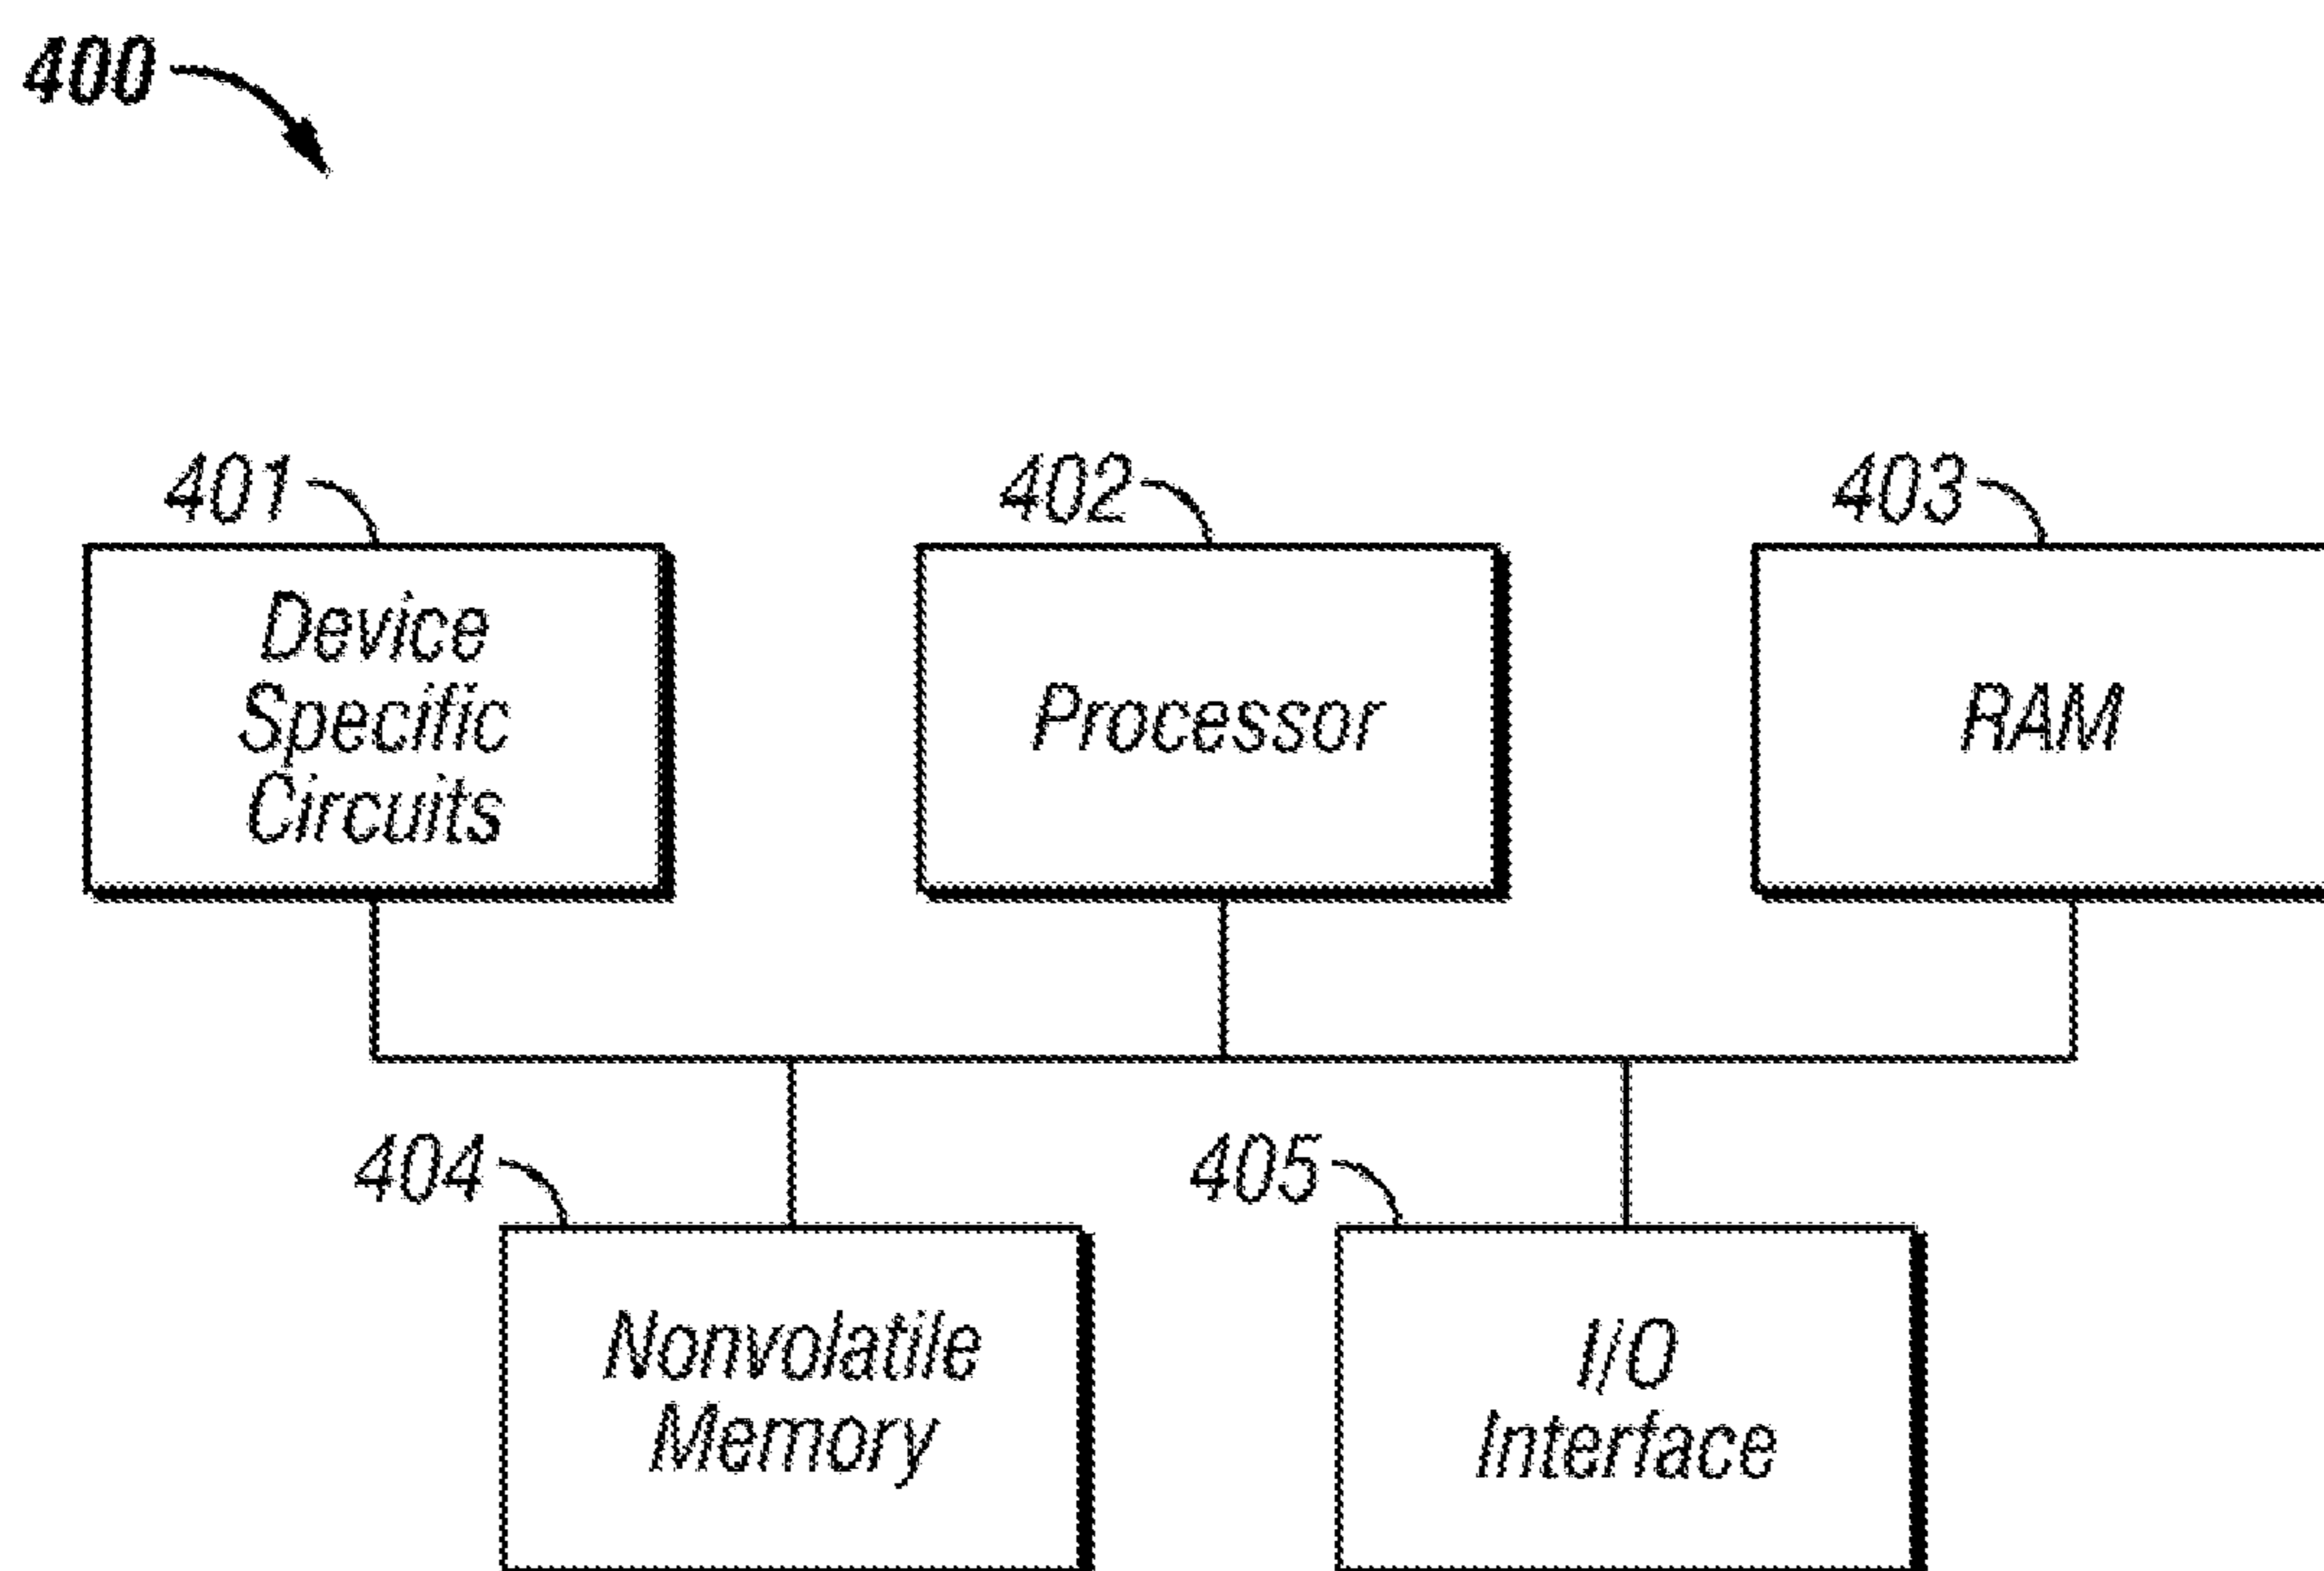 400
401
402
403
Device
Specific
Circuits
Processor
RAM
404
405
Nonvolatile
Memory
I/O
Interface